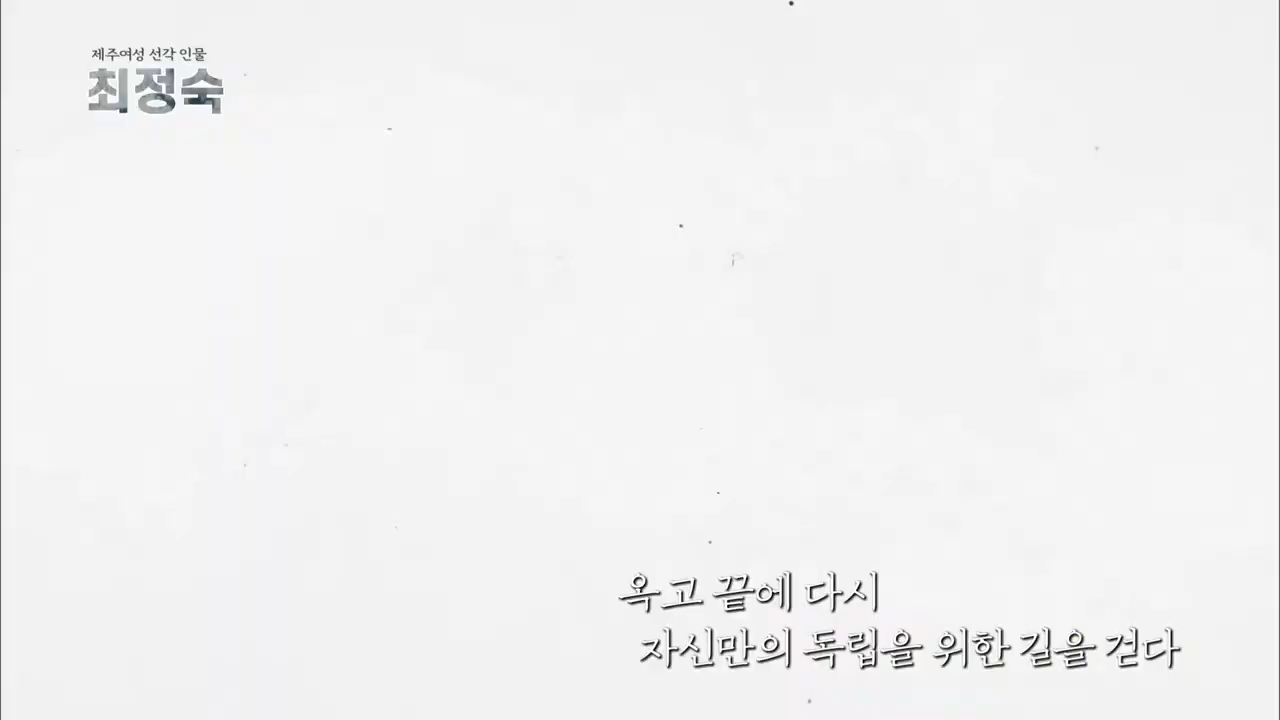 제주여성 선각 인물
최정숙
옥고 끝에 다시
자신만의 독립을 위한 길을 걷다